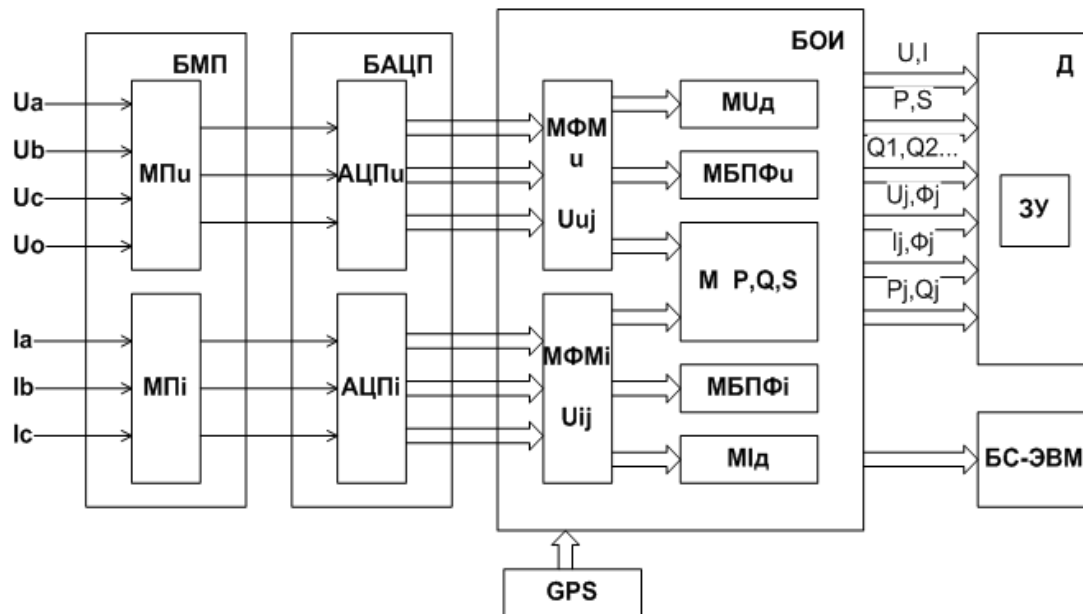 БМП
БАЦП
БОИ
Д
Ua
Ub
Uc
Uo
МПu
АЦПu
МФМ
u
Uuj
МUд
МБПФu
М P,Q,S
U,I
P,S
Q1,Q2...
Uj,Фj
Ij,Фj
Pj,Qj
ЗУ
Ia
Ib
Ic
МПi
АЦПi
МФМi
Uij
МБПФi
МIд
БС-ЭВМ
GPS